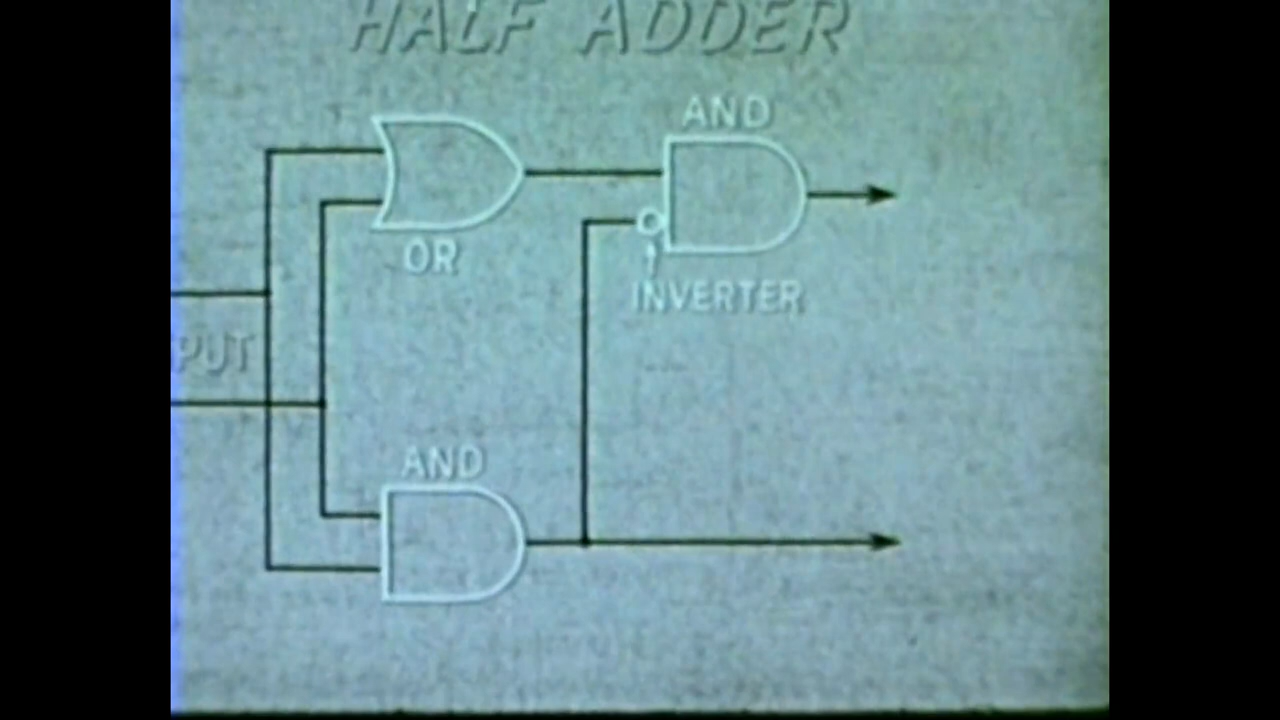 HALF ADDER
AND
OR
INVERTER
PUT
AND